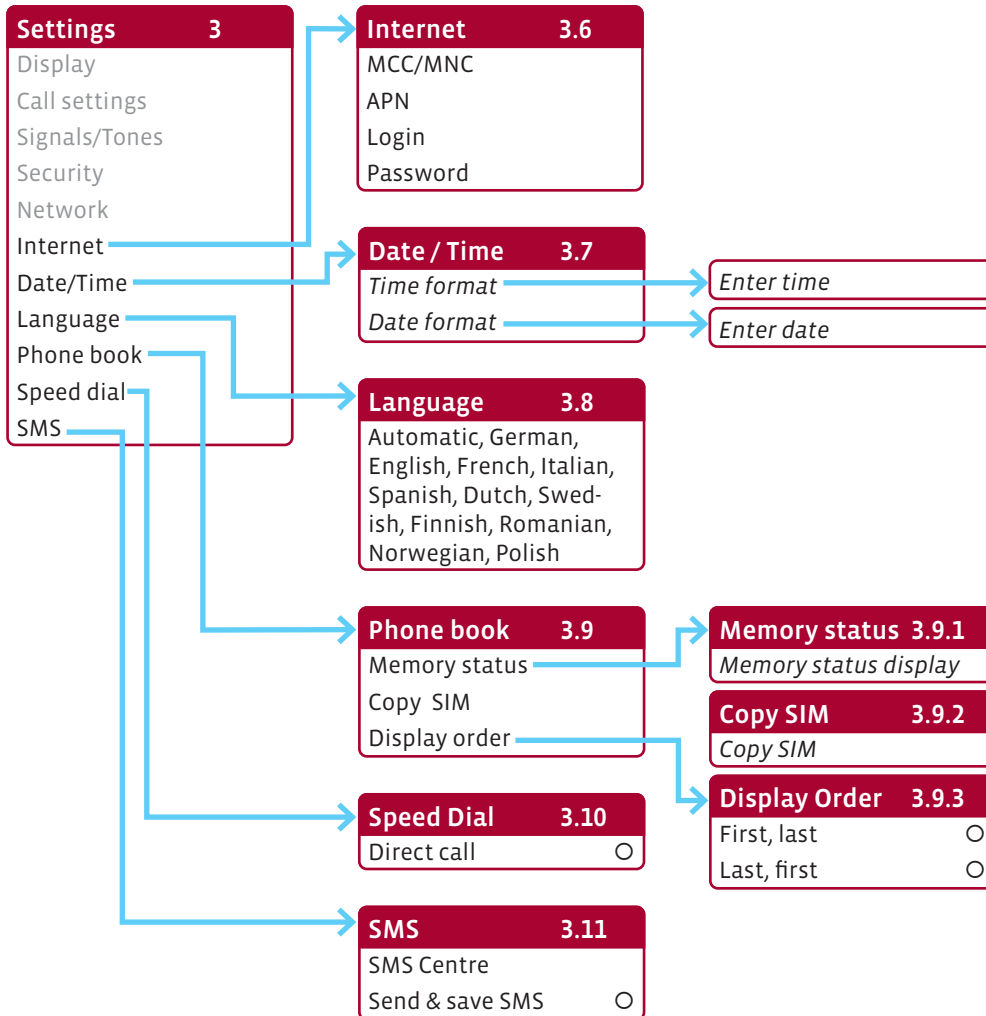 Settings 3
Display
Call settings
Signals/Tones
Security
Network
Internet
Date/Time
Language
Phone book
Speed dial
SMS
Internet 3.6
MCC/MNC
APN
Login
Password
Date / Time 3.7
Time format
Date format
Enter time
Enter date
Language 3.8
Automatic, German,
English, French, Italian,
Spanish, Dutch, Swed-
ish, Finnish, Romanian,
Norwegian, Polish
Phone book 3.9
Memory status
Copy SIM
Display order
Memory status 3.9.1
Memory status display
Copy SIM 3.9.2
Copy SIM
Display Order 3.9.3
First, last
Last, first
Speed Dial 3.10
Direct call
SMS 3.11
SMS Centre
Send & save SMS